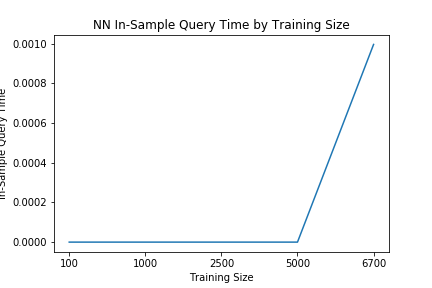 NN In-Sample Query Time by Training Size
0.0010
0.0008
0.0006
0.0004
0.0002
0.0000
In-Sample Query Time
100 1000 2500 5000 6700
Training Size